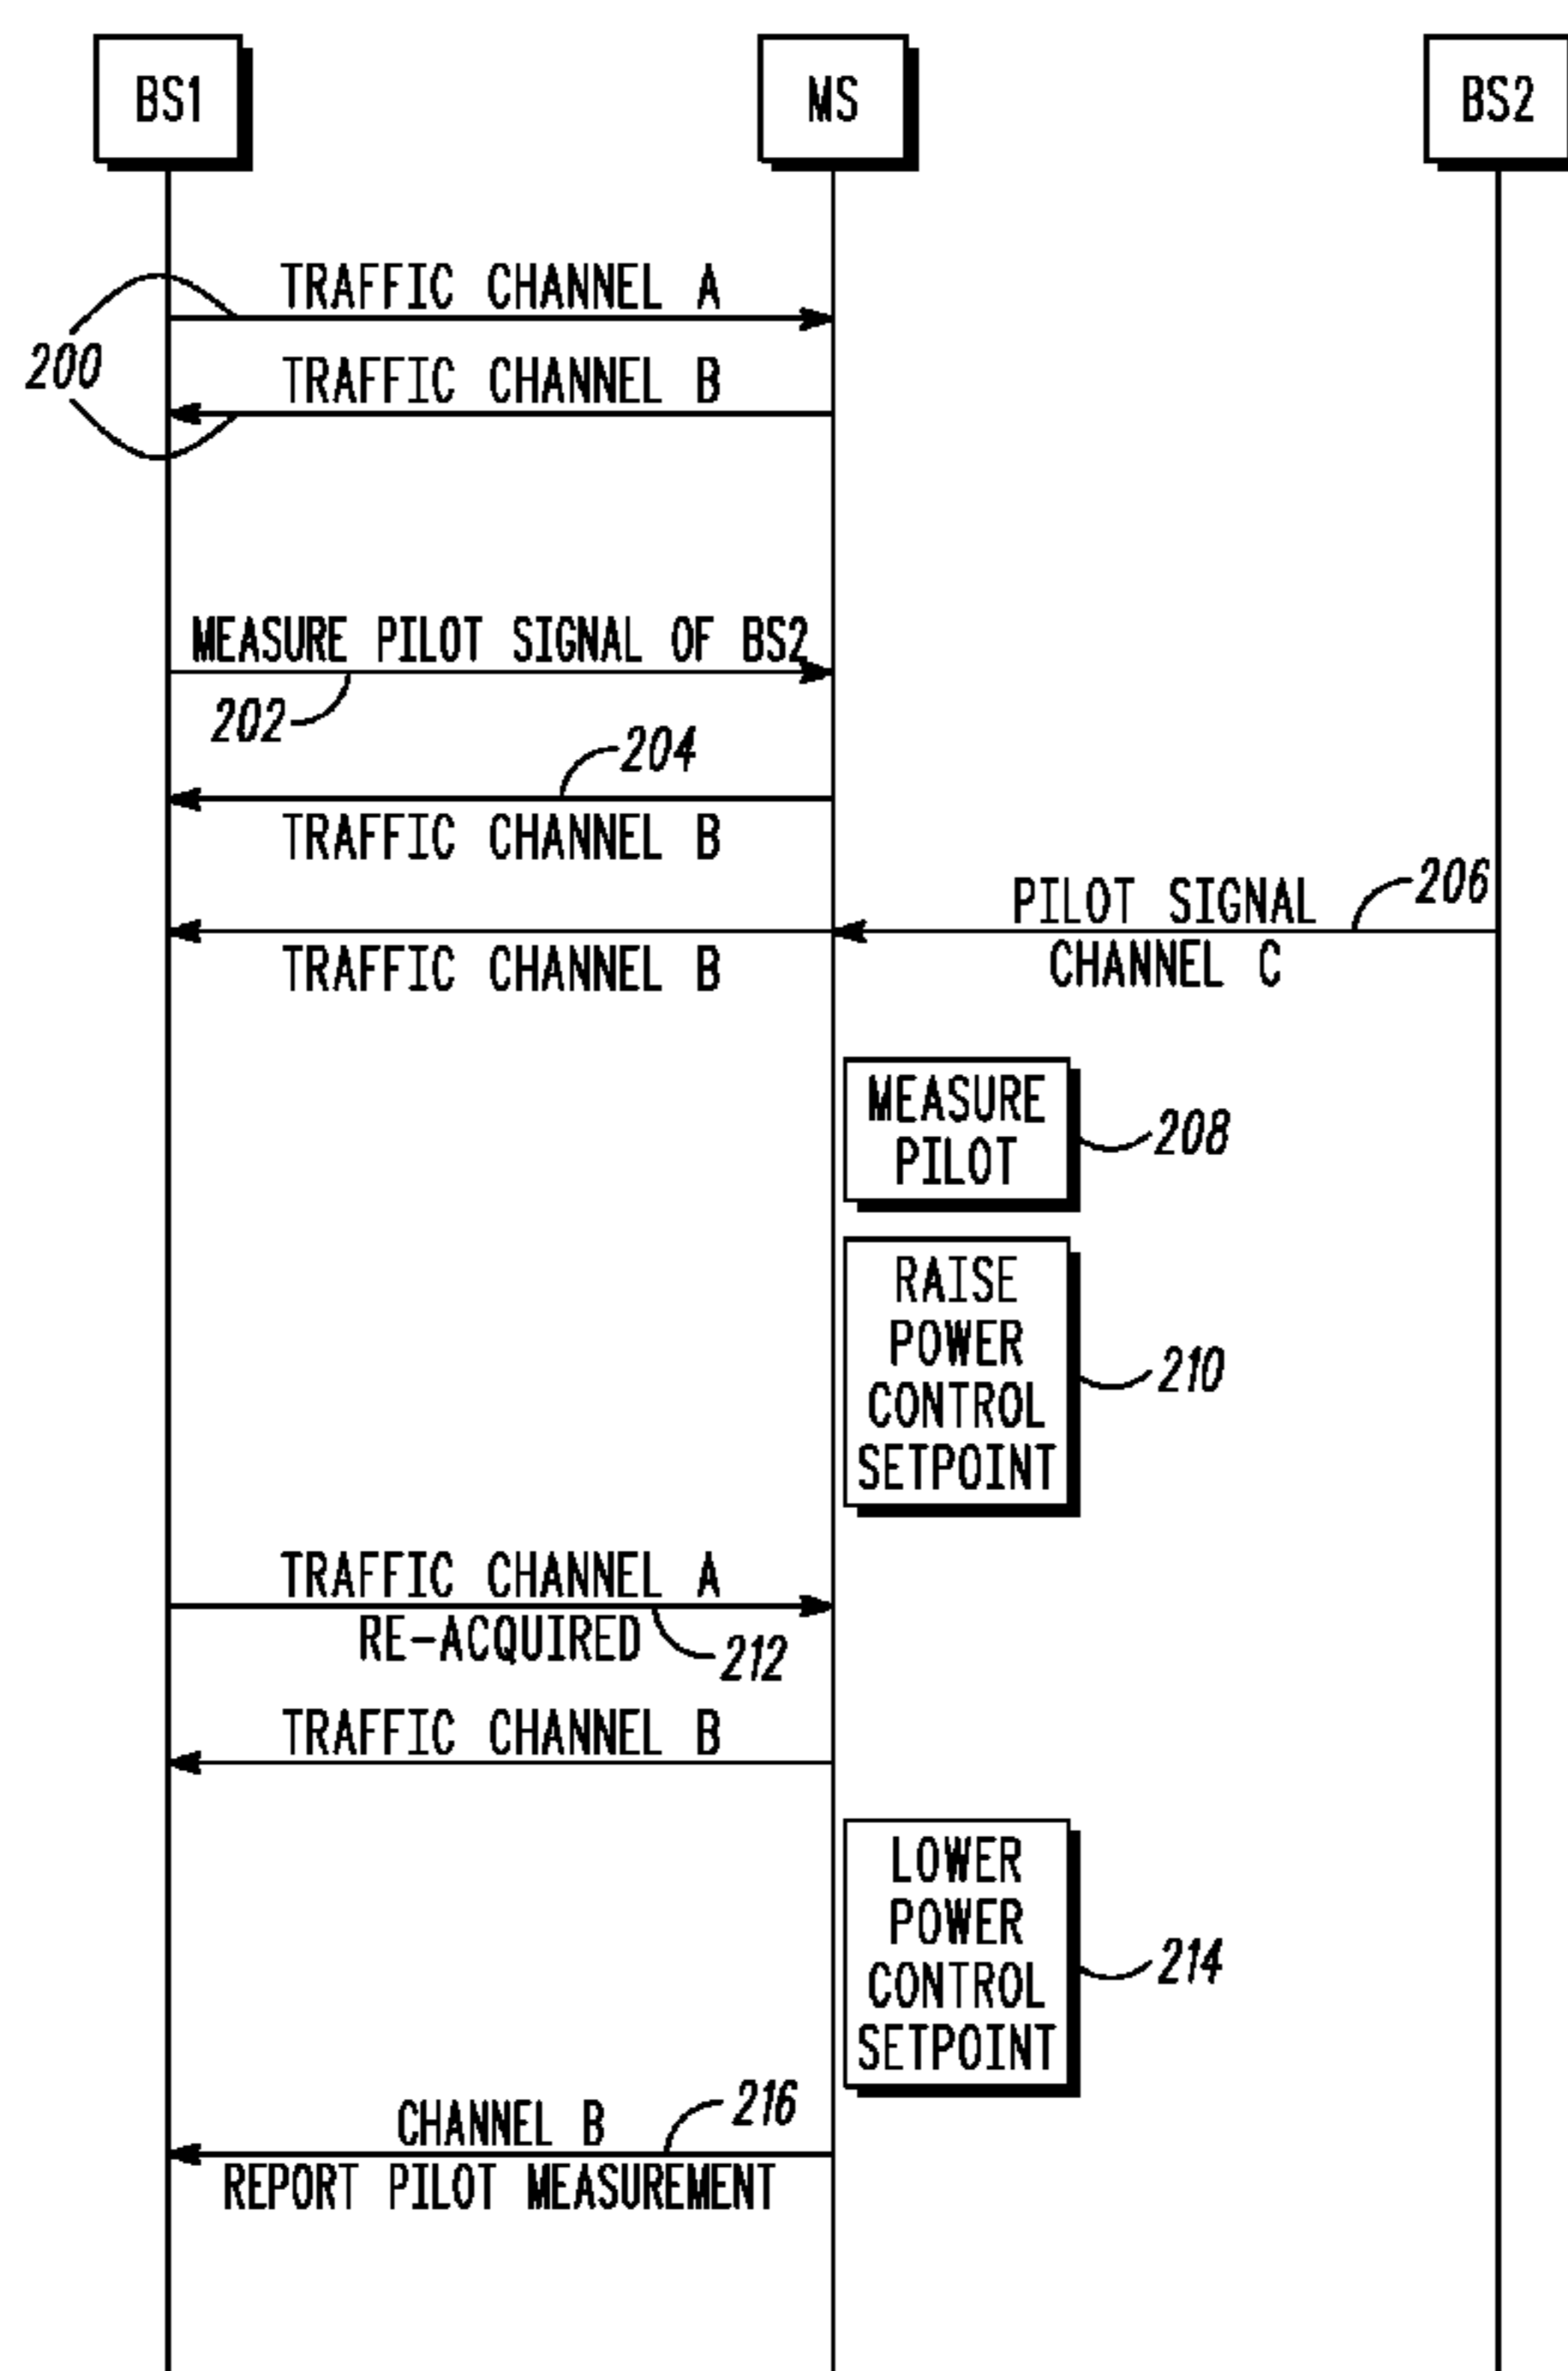 BS1
MS
BS2
TRAFFIC CHANNEL A
200
TRAFFIC CHANNEL B
MEASURE PILOT SIGNAL OF BS2
202
204
TRAFFIC CHANNEL B
PILOT SIGNAL
206
TRAFFIC CHANNEL B
CHANNEL C
MEASURE
PILOT
208
RAISE
POWER
CONTROL
SETPOINT
210
TRAFFIC CHANNEL A
RE-ACQUIRED
212
TRAFFIC CHANNEL B
LOWER
POWER
CONTROL
SETPOINT
214
CHANNEL B
216
REPORT PILOT MEASUREMENT